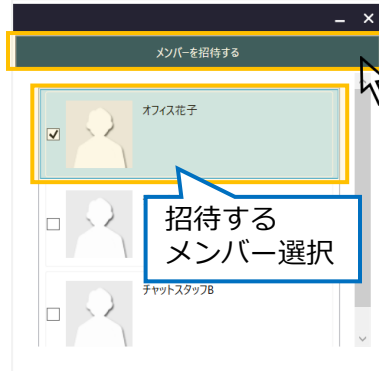 メンバーを招待する
オフィス花子
招待する
メンバー選択
チャットスタッフB